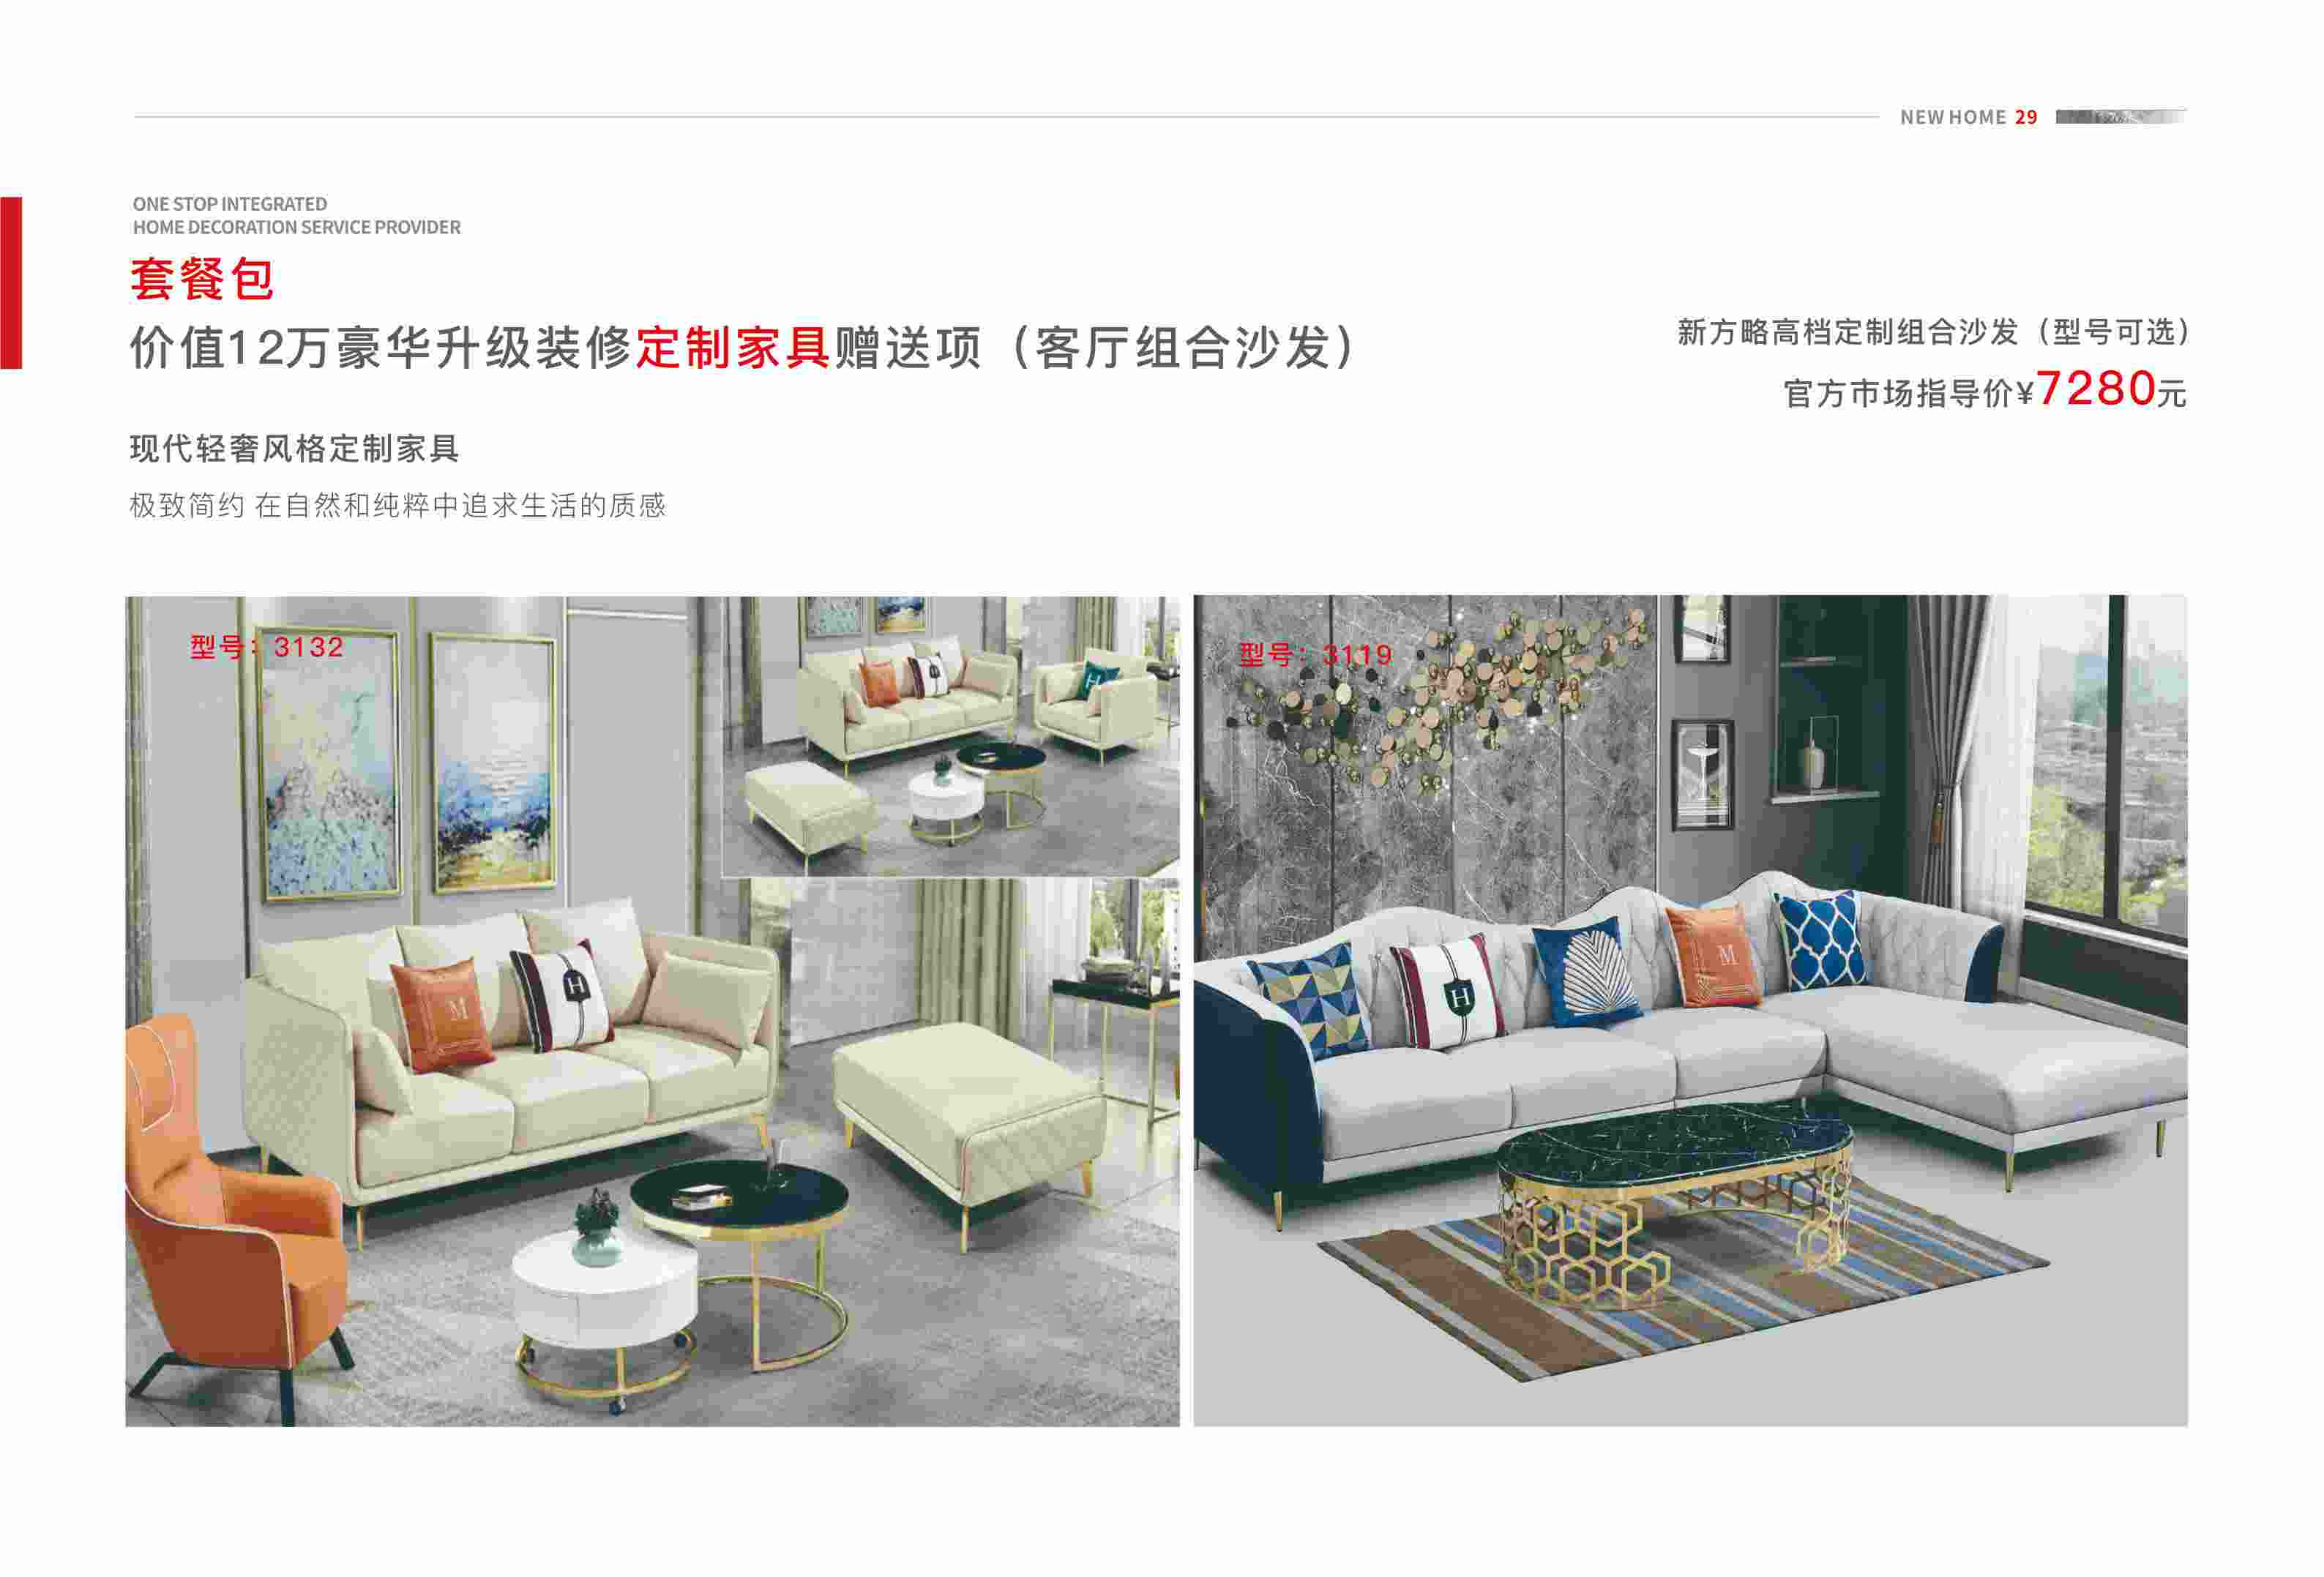 NEW HOME 29
ONE STOP INTEGRATED
HOME DECORATION SERVICE PROVIDER
套餐包
价值12万豪华升级装修定制家具赠送项（客厅组合沙发）
新方略高档定制组合沙发（型号可选）
官方市场指导价¥7280元
现代轻奢风格定制家具
极致简约 在自然和纯粹中追求生活的质感
型号：3132
型号：3119
H
M
H
H
M